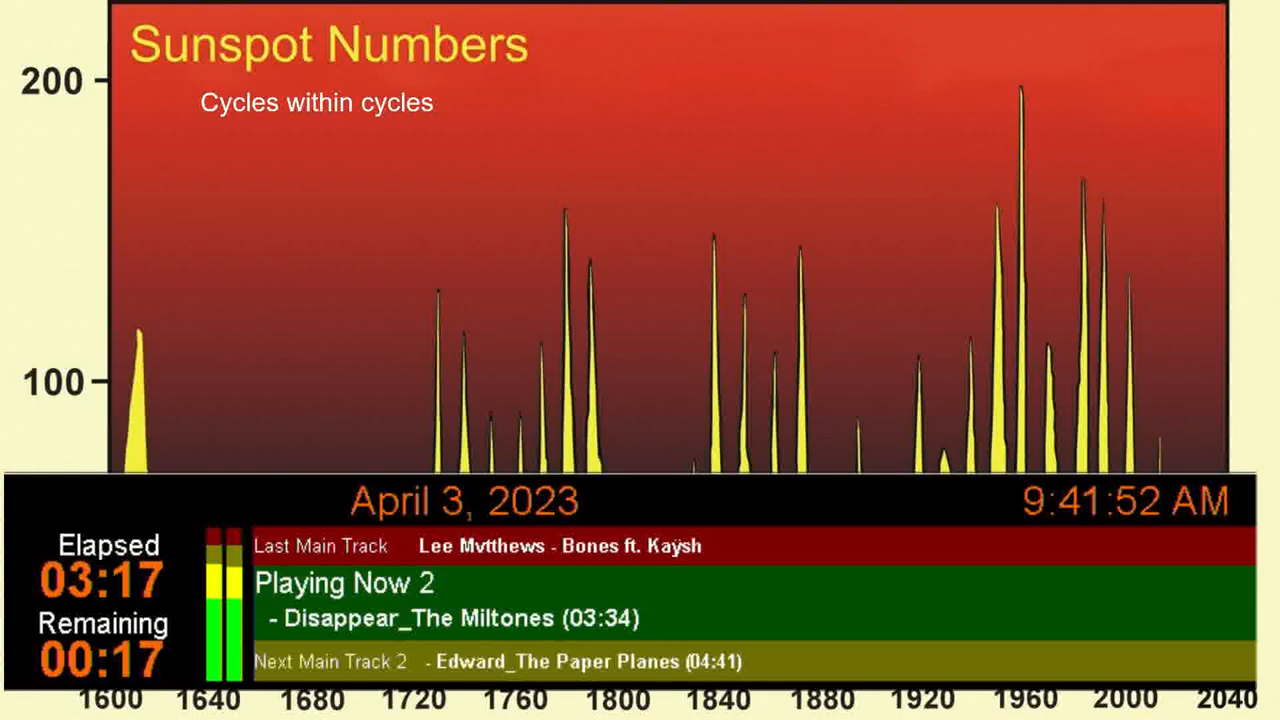 Sunspot Numbers
200
Cycles within cycles
100
April 3, 2023 9:41:52 AM
Elapsed
03:17
Remaining
00:17
Last Main Track Lee Mvtthews - Bones ft. Kaÿsh
Playing Now 2
- Disappear_The Miltones (03:34)
Next Main Track 2 - Edward_The Paper Planes (04:41)
1600 1640 1680 1720 1760 1800 1840 1880 1920 1960 2000 2040